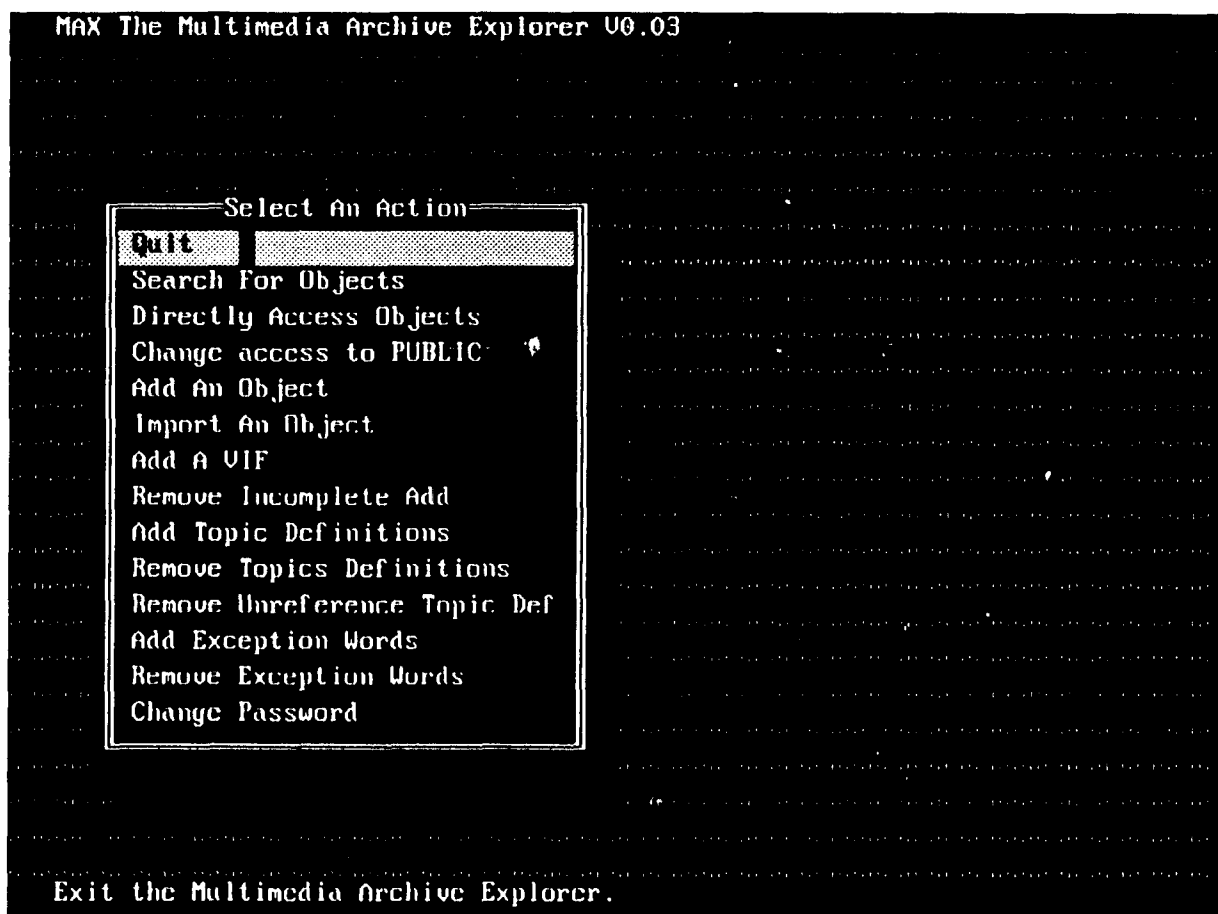 MAX The Multimedia Archive Explorer V0.03
Select An Action
Quit
Search For Objects
Directly Access Objects
Change access to PUBLIC
Add An Object
Import An Object
Add A VIF
Remove Incomplete Add
Add Topic Definitions
Remove Topics Definitions
Remove Unreference Topic Def
Add Exception Words
Remove Exception Words
Change Password
Exit the Multimedia Archive Explorer.